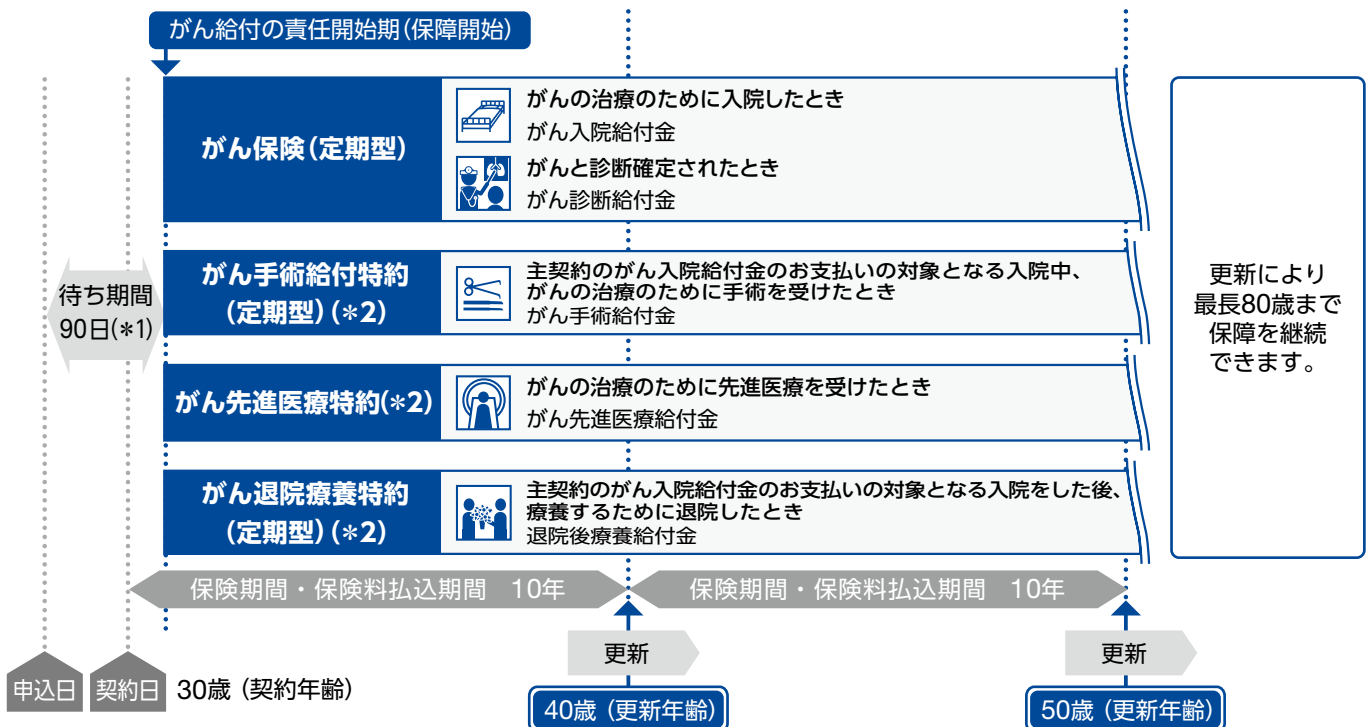 がん給付の責任開始期(保障開始)
がん保険(定期型)
がんの治療のために入院したとき
がん入院給付金
がんと診断確定されたとき
がん診断給付金
待ち期間
90日(*1)
がん手術給付特約
(定期型)(*2)
主契約のがん入院給付金のお支払いの対象となる入院中、
がんの治療のために手術を受けたとき
がん手術給付金
がん先進医療特約(*2)
がんの治療のために先進医療を受けたとき
がん先進医療給付金
がん退院療養特約
(定期型)(*2)
主契約のがん入院給付金のお支払いの対象となる入院をした後、
療養するために退院したとき
退院後療養給付金
更新により
最長80歳まで
保障を継続
できます。
保険期間・保険料払込期間 10年
保険期間・保険料払込期間 10年
更新
更新
申込日
契約日
30歳(契約年齢)
40歳(更新年齢)
50歳(更新年齢)